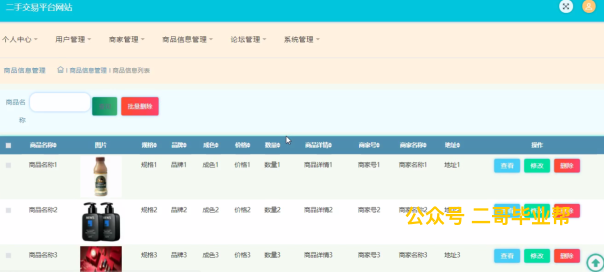 二手交易平台网站
个人中心 用户管理 商家管理 商品信息管理 论坛管理 系统管理
商品信息管理 | 商品信息管理 | 商品信息列表
商品名称 批量删除
商品名称 图片 规格 品牌 成色 价格 数量 商品详情 商家号 商家名称 地址 操作
商品名称1 规格1 品牌1 成色1 价格1 数量1 商品详情1 商家号1 商家名称1 地址1 查看 修改 删除
商品名称2 规格2 品牌2 成色2 价格2 数量2 商品详情2 商家号2 商家名称2 地址2 查看 修改 删除
公众号 二哥毕业帮
商品名称3 规格3 品牌3 成色3 价格3 数量3 商品详情3 商家号3 商家名称3 地址3 查看 修改 删除